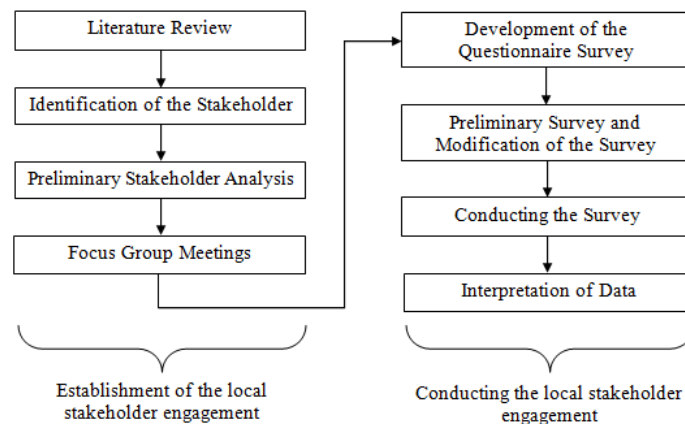 Literature Review
Identification of the Stakeholder
Preliminary Stakeholder Analysis
Focus Group Meetings
Establishment of the local
stakeholder engagement
Development of the
Questionnaire Survey
Preliminary Survey and
Modification of the Survey
Conducting the Survey
Interpretation of Data
Conducting the local stakeholder
engagement